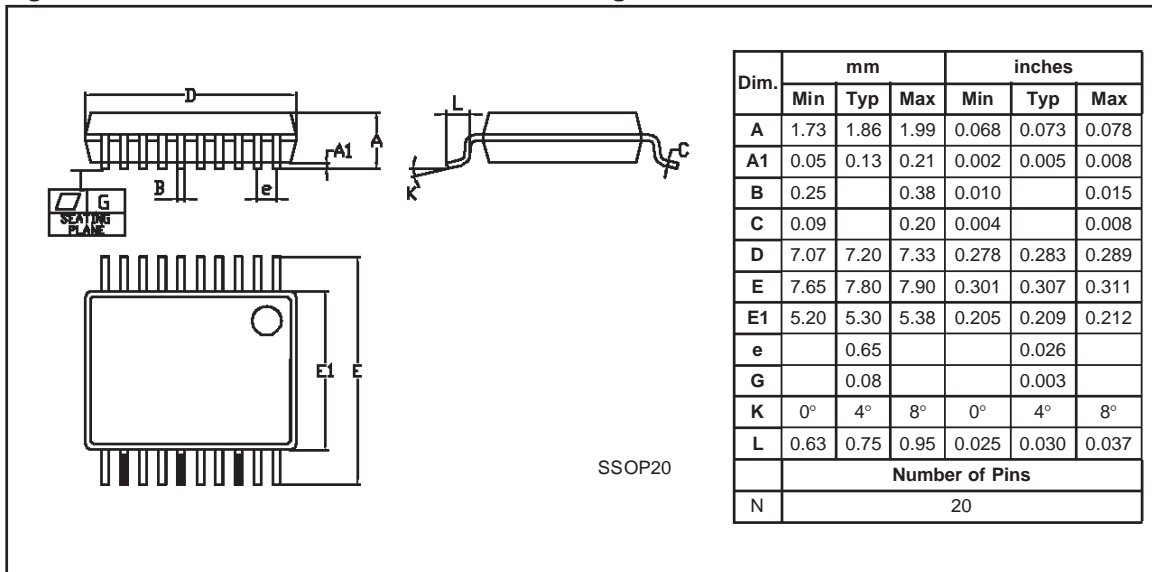 D
A
A1
B
e
G
SEATING
PLANE
L
C
K
E1
E
SSOP20
Dim. mm inches
Min Typ Max Min Typ Max
A 1.73 1.86 1.99 0.068 0.073 0.078
A1 0.05 0.13 0.21 0.002 0.005 0.008
B 0.25 0.38 0.010 0.015
C 0.09 0.20 0.004 0.008
D 7.07 7.20 7.33 0.278 0.283 0.289
E 7.65 7.80 7.90 0.301 0.307 0.311
E1 5.20 5.30 5.38 0.205 0.209 0.212
e 0.65 0.026
G 0.08 0.003
K 0° 4° 8° 0° 4° 8°
L 0.63 0.75 0.95 0.025 0.030 0.037
Number of Pins
N 20